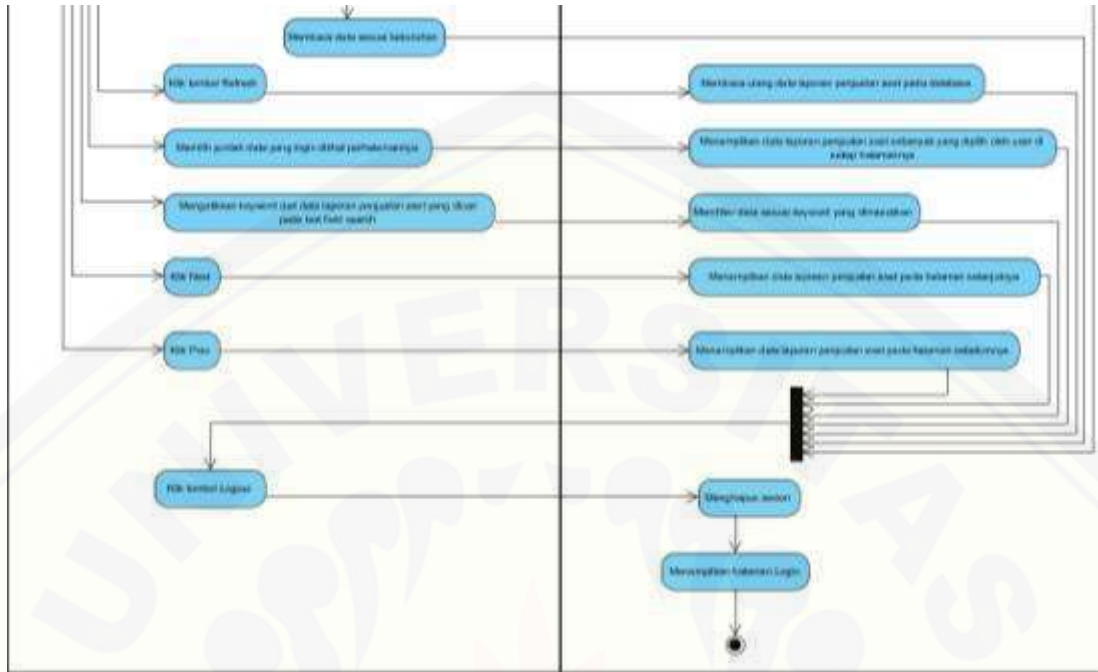 Membaca data sesuai kebutuhan
Klik tombol Refresh
Membaca ulang data laporan penjualan aset pada database
Memilih jumlah data yang ingin dilihat perhalamannya
Menampilkan data laporan penjualan aset sebanyak yang dipilih oleh user di
setiap halamannya
Mengetikkan keyword dari data laporan penjualan aset yang dicari
pada text field search
Memfilter data sesuai keyword yang dimasukkan
Klik Next
Menampilkan data laporan penjualan aset pada halaman selanjutnya
Klik Prev
Menampilkan data laporan penjualan aset pada halaman sebelumnya
Klik tombol Logout
Menghapus sesion
Menampilkan halaman Login
UNIVERSITAS